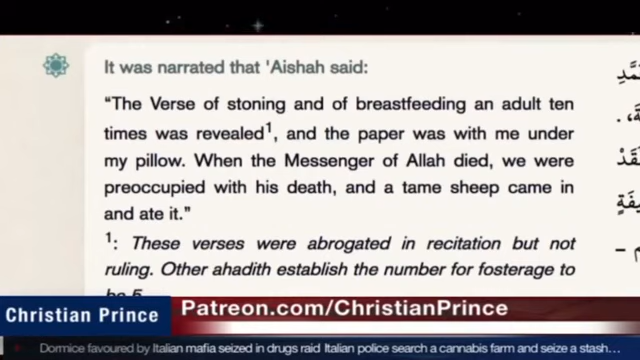 It was narrated that 'Aishah said:
"The Verse of stoning and of breastfeeding an adult ten
times was revealed¹, and the paper was with me under
my pillow. When the Messenger of Allah died, we were
preoccupied with his death, and a tame sheep came in
and ate it."
¹: These verses were abrogated in recitation but not
ruling. Other ahadith establish the number for fosterage to
be 5.
Christian Prince
Patreon.com/ChristianPrince
Dormice favoured by Italian mafia seized in drugs raid Italian police search a cannabis farm and seize a stash...